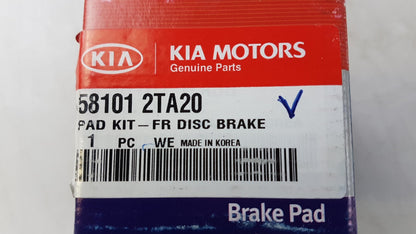 KIA
KIA MOTORS
Genuine Parts
58101 2TA20
PAD KIT-FR DISC BRAKE
1 PC WE MADE IN KOREA
Brake Pad